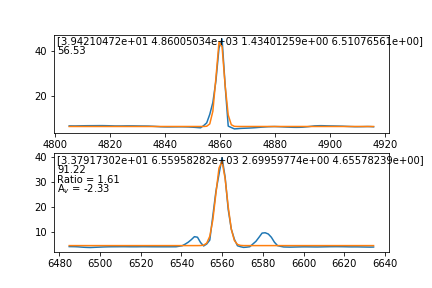 [3.94210472e+01 4.86005034e+03 1.43401259e+00 6.51076561e+00]
56.53
40
20
4800 4820 4840 4860 4880 4900 4920
[3.37917302e+01 6.55958282e+03 2.69959774e+00 4.65578239e+00]
91.22
Ratio = 1.61
Aν = -2.33
40
30
20
10
6480 6500 6520 6540 6560 6580 6600 6620 6640